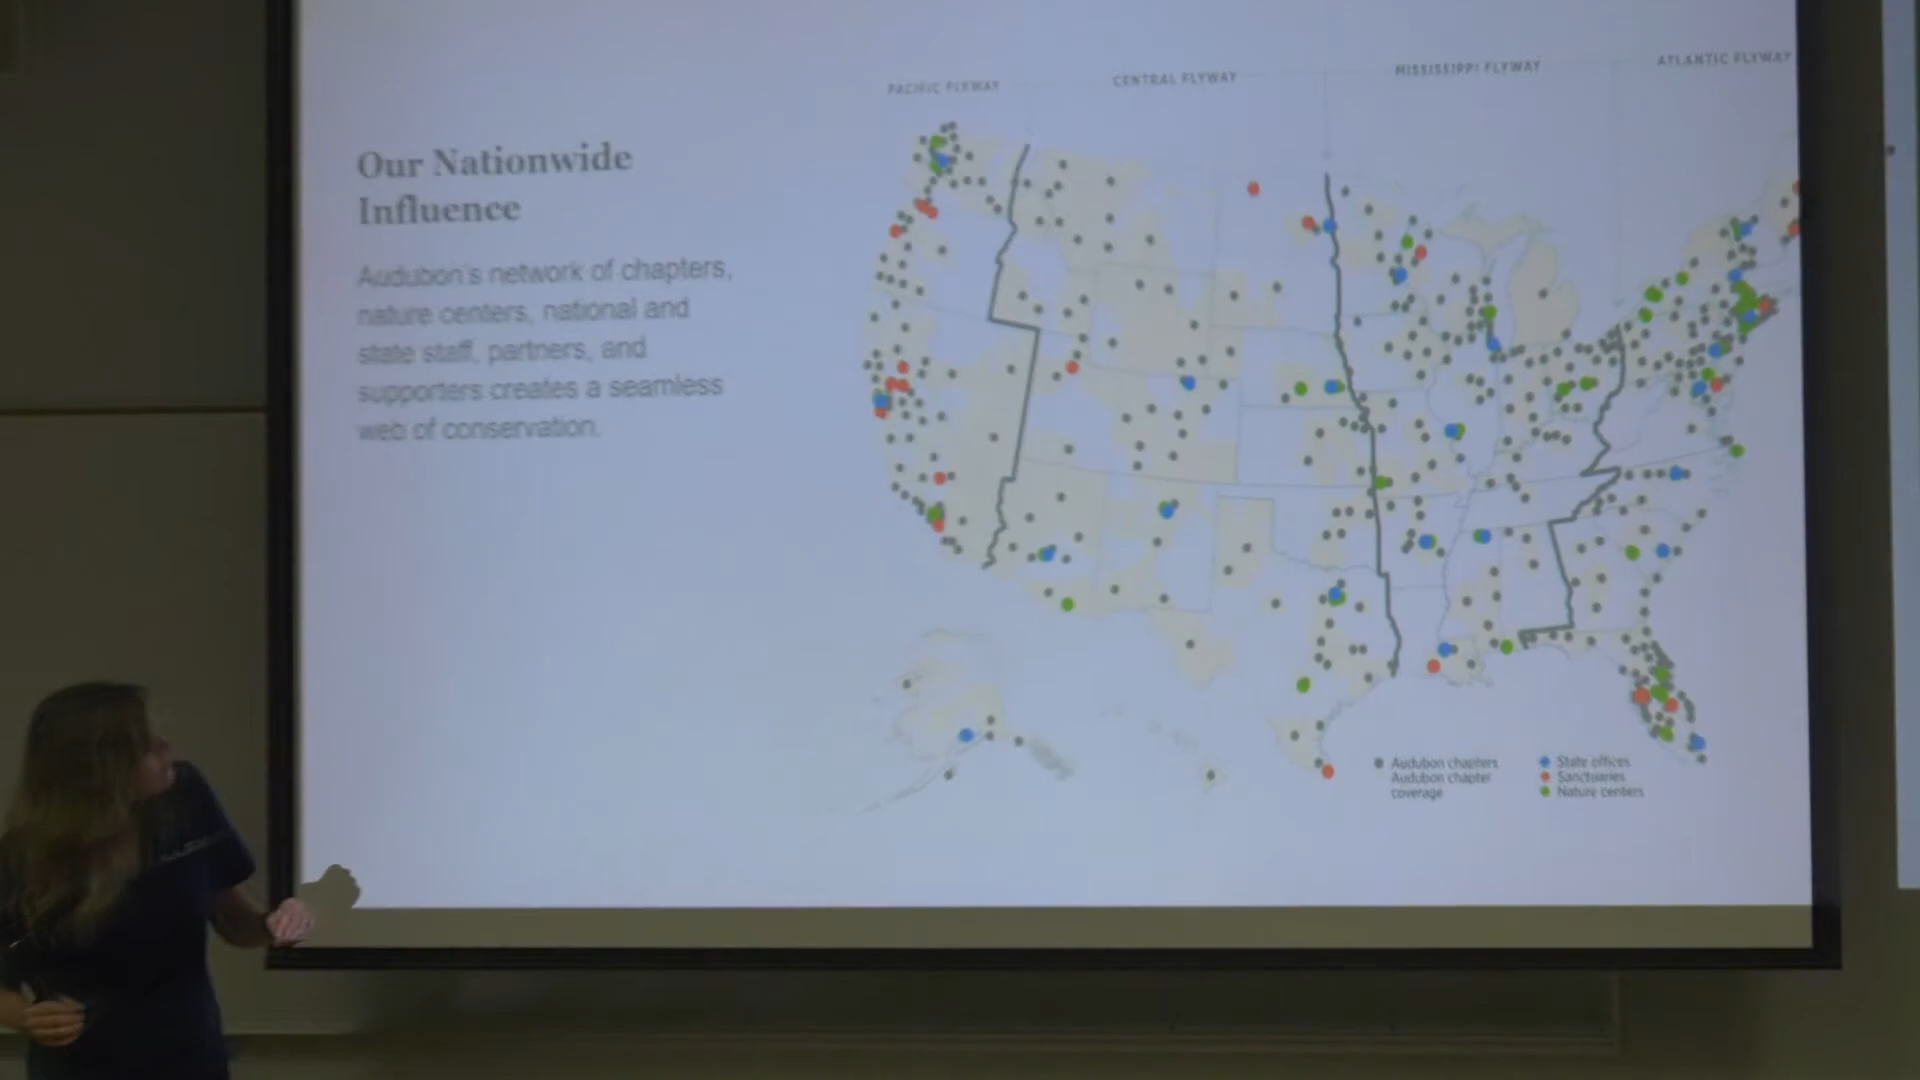 PACIFIC FLYWAY
CENTRAL FLYWAY
MISSISSIPPI FLYWAY
ATLANTIC FLYWAY
Our Nationwide
Influence
Audubon's network of chapters,
nature centers, national and
state staff, partners, and
supporters creates a seamless
web of conservation.
Audubon chapters
Audubon chapter
coverage
State offices
Sanctuaries
Nature centers